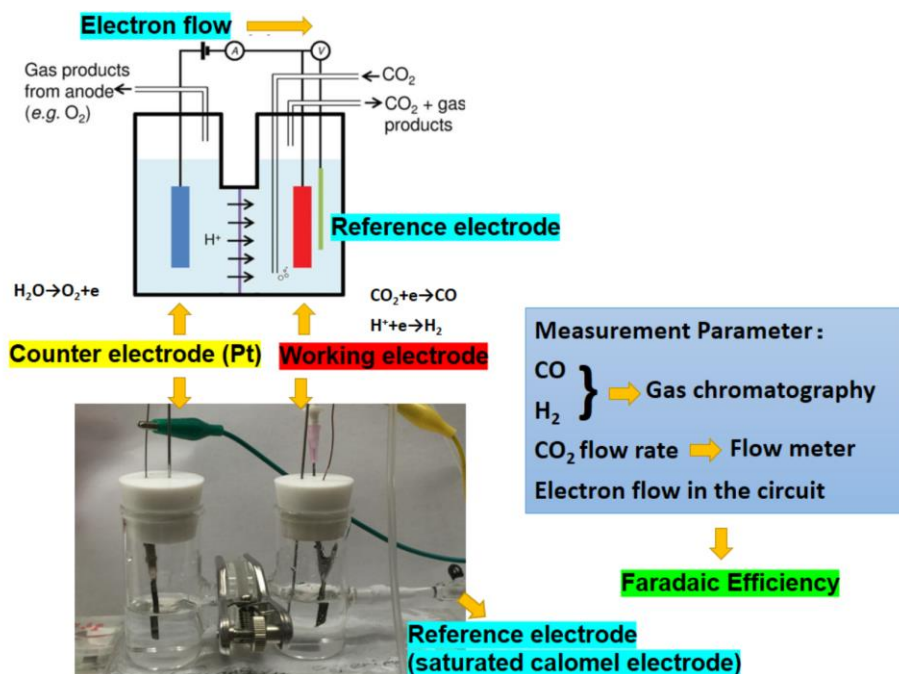 Electron flow
A
V
Gas products
from anode
(e.g. O₂)
CO₂
CO₂ + gas
products
H⁺
Reference electrode
H₂O→O₂+e
CO₂+e→CO
H⁺+e→H₂
Counter electrode (Pt)
Working electrode
Measurement Parameter：
CO
H₂
Gas chromatography
CO₂ flow rate
Flow meter
Electron flow in the circuit
Faradaic Efficiency
Reference electrode
(saturated calomel electrode)